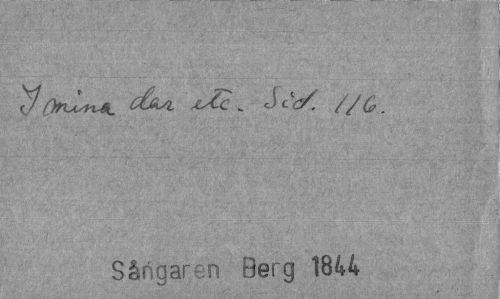 I mina dar etc. Sid. 116.
Sångaren Berg 1844